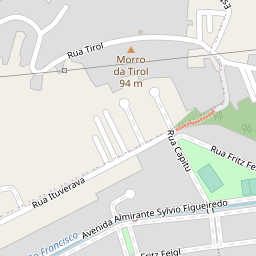 Rua Tirol
Morro
da Tirol
94 m
Rua Capitu
Rua Fritz Fei
Rua Ituverava
Avenida Almirante Sylvio Figueiredo
Francisco
Fritz Feigl